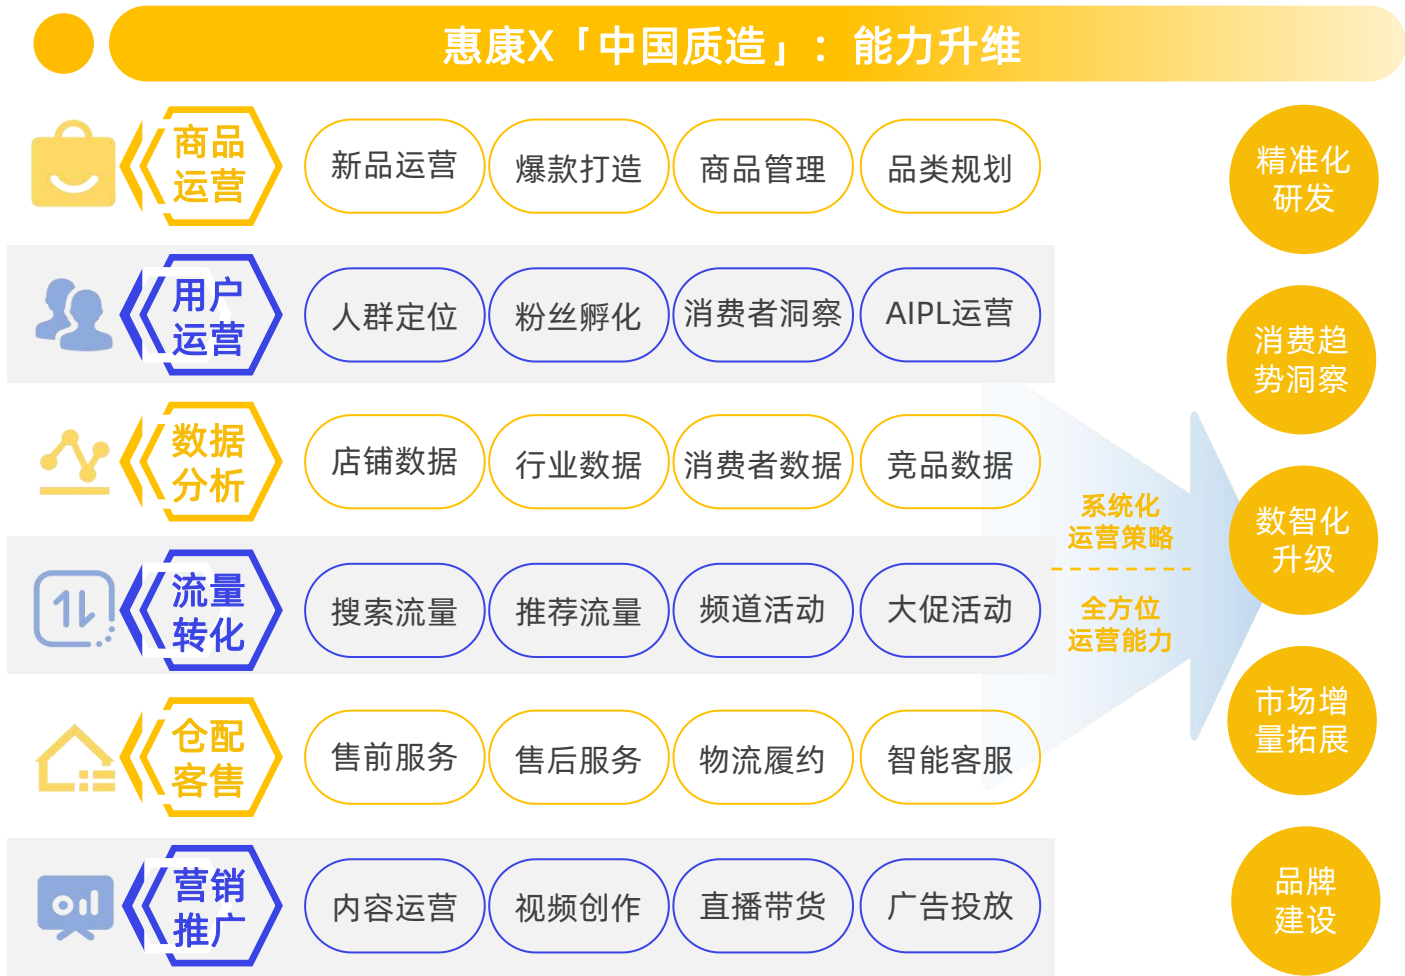 惠康X「中国质造」：能力升维
商品
运营
新品运营
爆款打造
商品管理
品类规划
用户
运营
人群定位
粉丝孵化
消费者洞察
AIPL运营
数据
分析
店铺数据
行业数据
消费者数据
竞品数据
流量
转化
搜索流量
推荐流量
频道活动
大促活动
仓配
客售
售前服务
售后服务
物流履约
智能客服
营销
推广
内容运营
视频创作
直播带货
广告投放
系统化
运营策略
全方位
运营能力
精准化
研发
消费趋
势洞察
数智化
升级
市场增
量拓展
品牌
建设